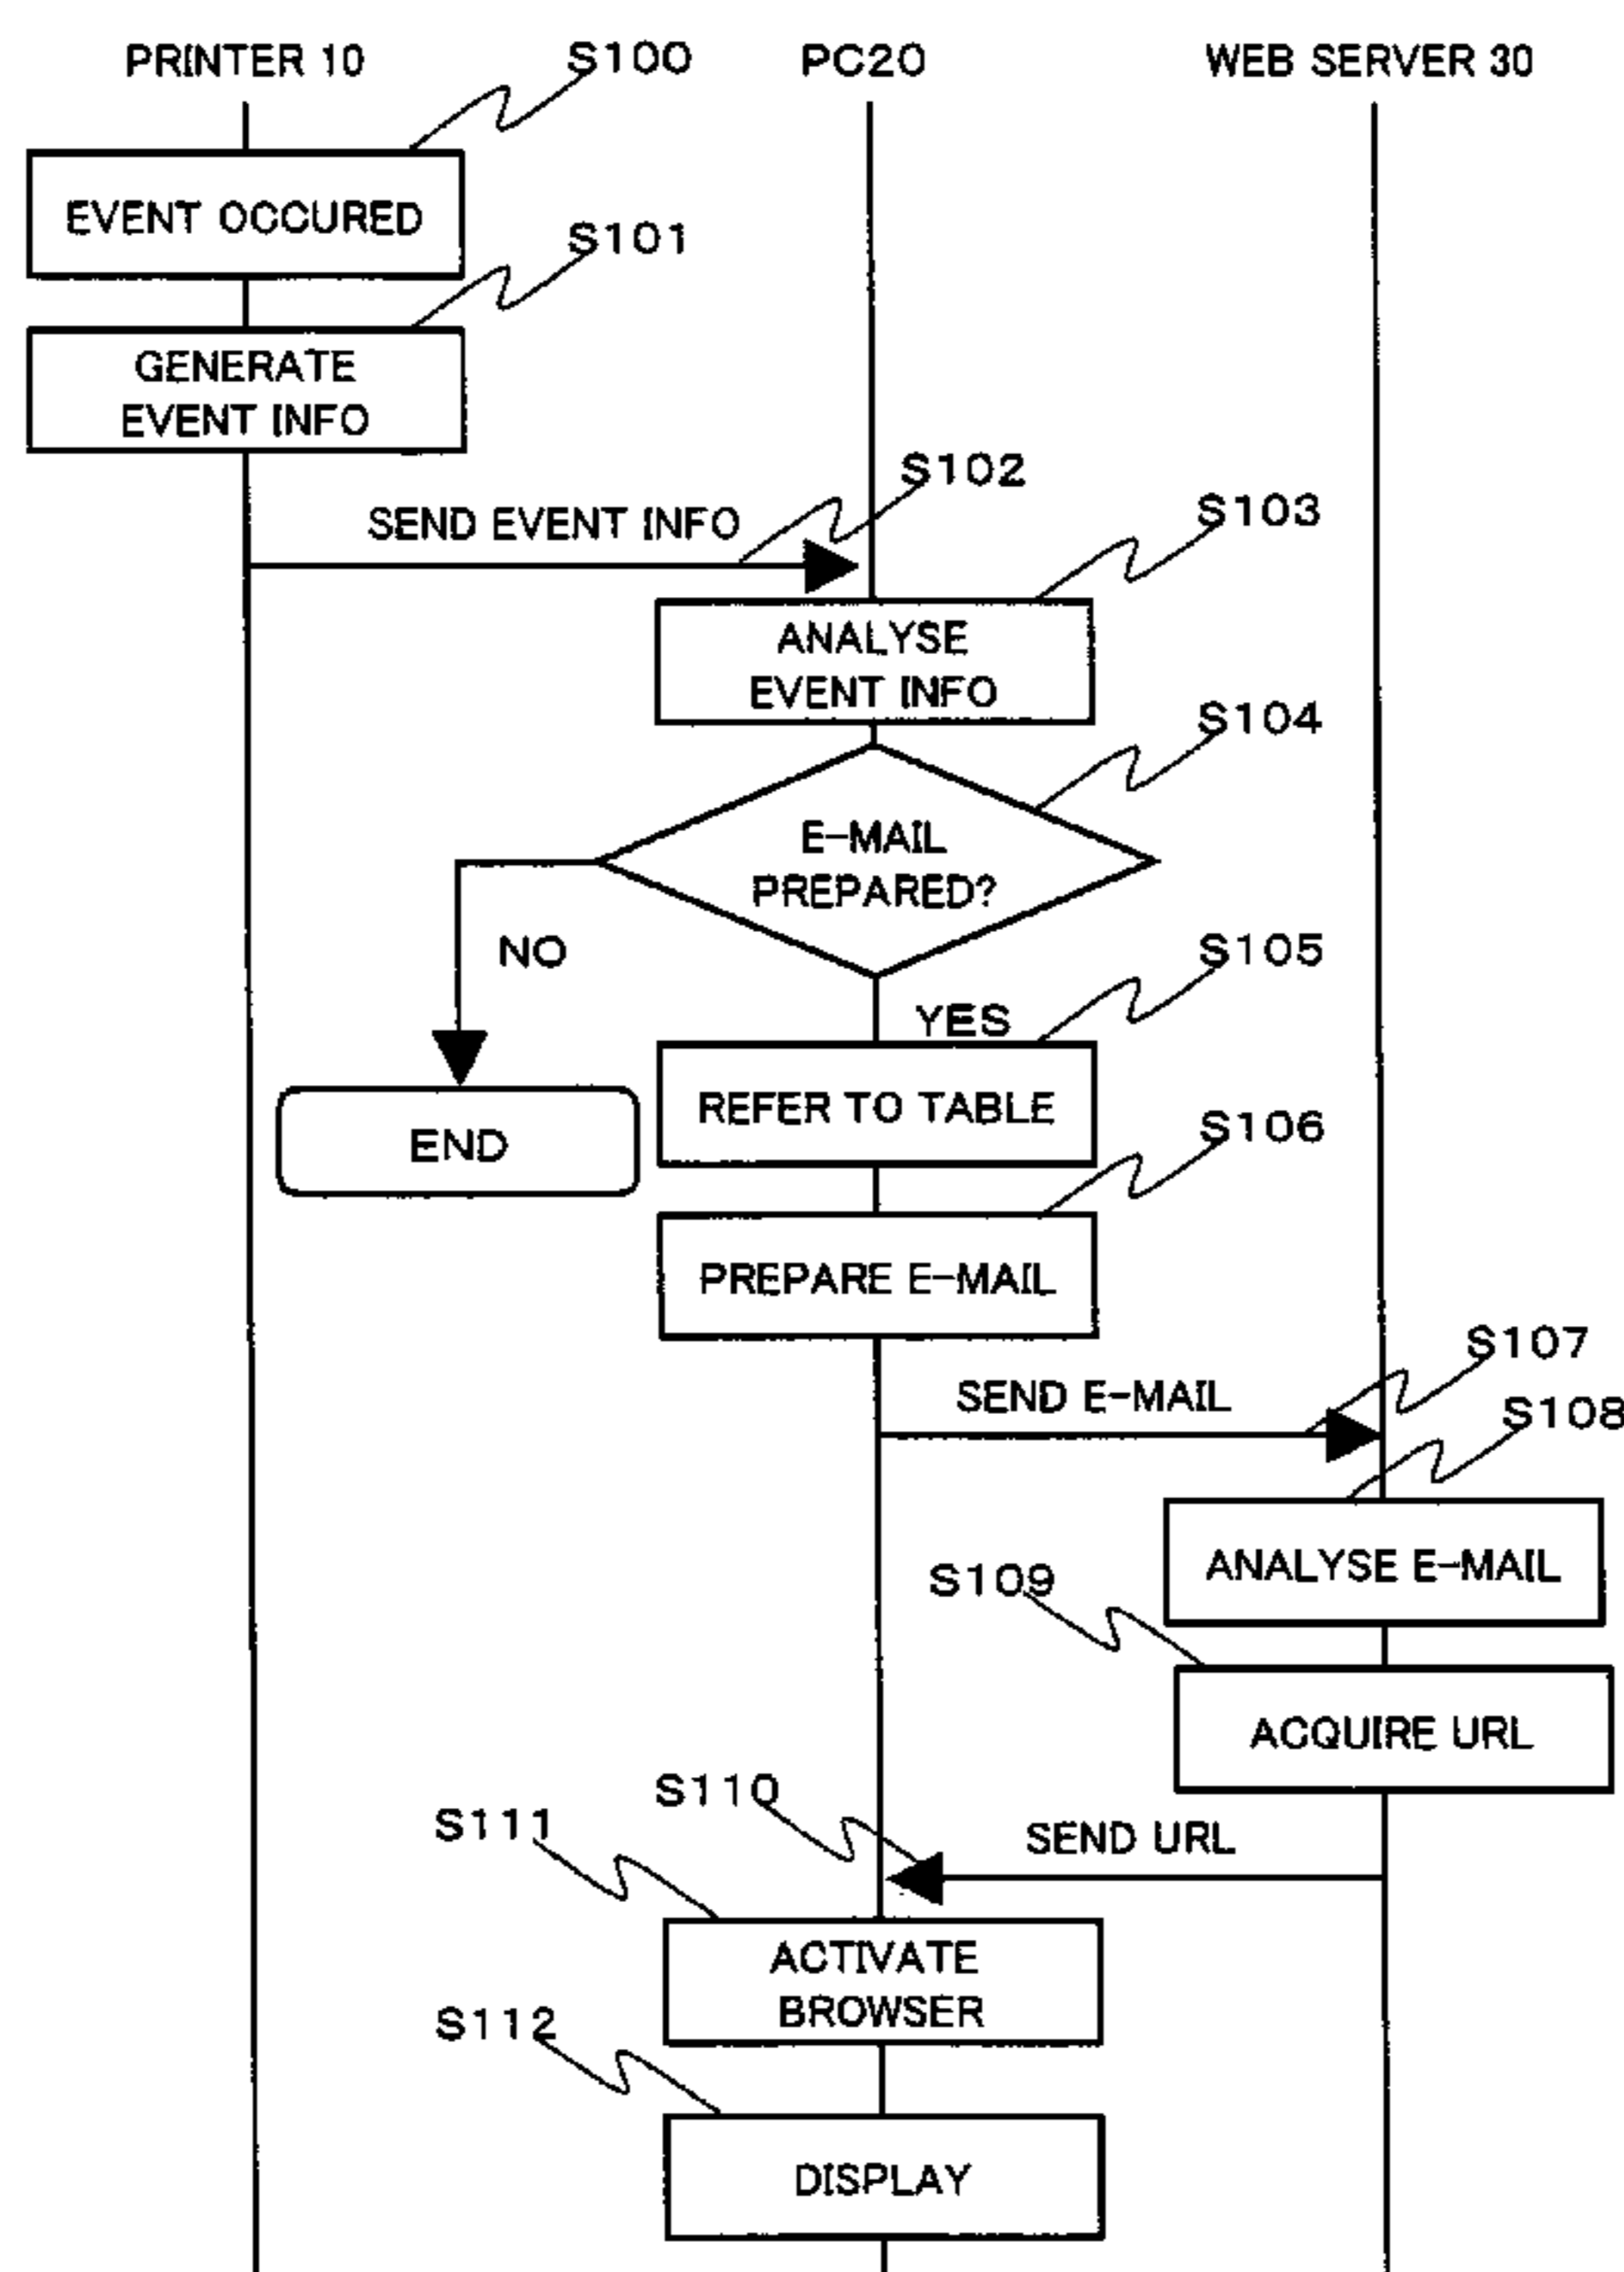 PRINTER 10
S100
PC20
WEB SERVER 30
EVENT OCCURED
S101
GENERATE
EVENT INFO
S102
SEND EVENT INFO
S103
ANALYSE
EVENT INFO
S104
E-MAIL
PREPARED?
NO
S105
YES
REFER TO TABLE
END
S106
PREPARE E-MAIL
S107
SEND E-MAIL
S108
ANALYSE E-MAIL
S109
ACQUIRE URL
S110
S111
SEND URL
ACTIVATE
BROWSER
S112
DISPLAY